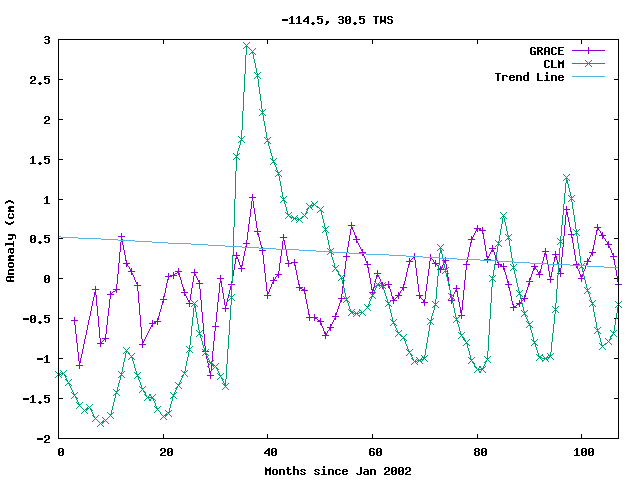 -114.5, 30.5 TWS
GRACE
CLM
Trend Line
3
2.5
2
1.5
1
0.5
0
-0.5
-1
-1.5
-2
Anomaly (cm)
0 20 40 60 80 100
Months since Jan 2002